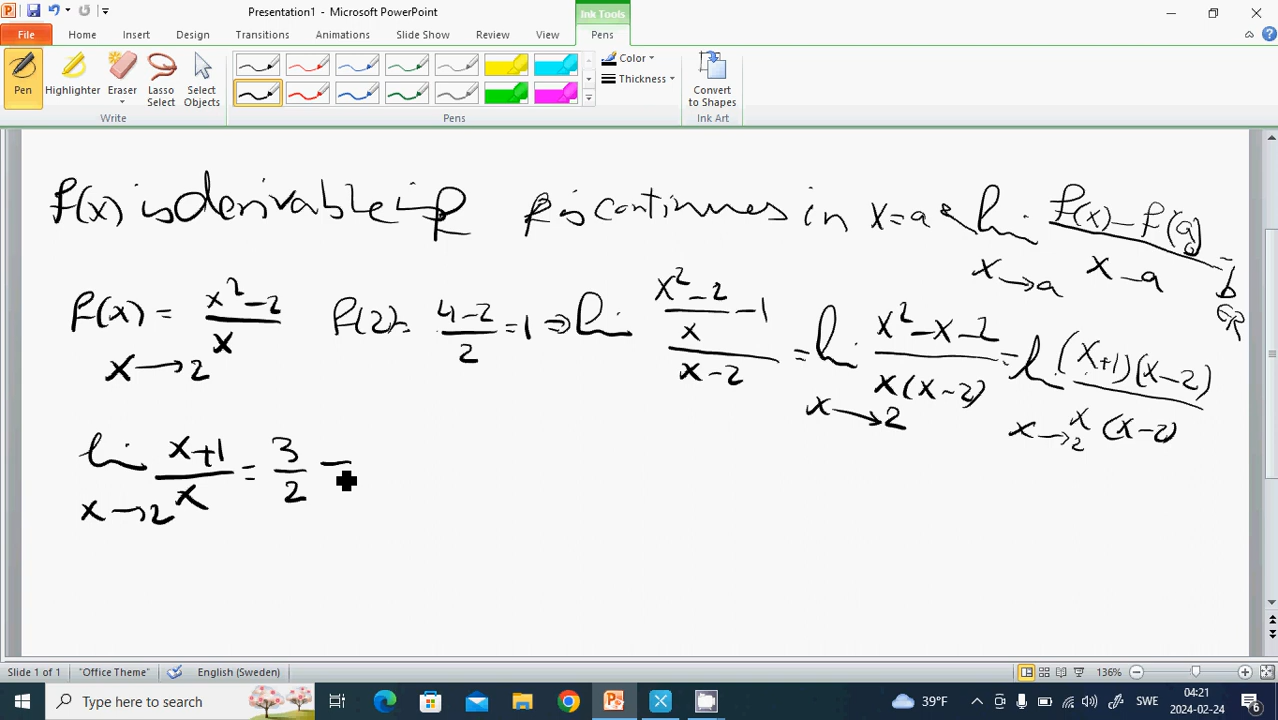 Presentation1 - Microsoft PowerPoint
Ink Tools
File Home Insert Design Transitions Animations Slide Show Review View Pens
Pen Highlighter Eraser Lasso Select Select Objects
Color
Thickness
Convert to Shapes
Write Pens Ink Art
f(x) is derivable in f is continues in x=a lim x→a (f(x)-f(a))/(x-a) = b ∈R
f(x) = (x²-2)/x f(2)= (4-2)/2 = 1 ⇒ lim ((x²-2)/x - 1)/(x-2) = lim x→2 (x²-x-2)/(x(x-2)) = lim x→2 ((x+1)(x-2))/(x(x-2))
x→2
lim x→2 (x+1)/x = 3/2
Slide 1 of 1 "Office Theme" English (Sweden) 136%
Type here to search 39°F SWE 04:21
2024-02-24 6